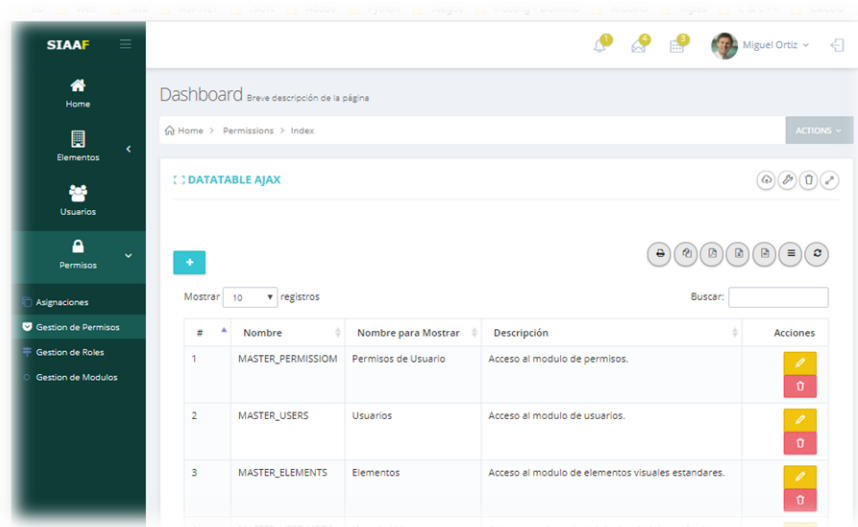 SIAAF
1
4
3
Miguel Ortiz
Home
Elementos
Usuarios
Permisos
Asignaciones
Gestion de Permisos
Gestion de Roles
Gestion de Modulos
Dashboard Breve descripción de la página
Home > Permissions > Index
ACTIONS
DATATABLE AJAX
+
Mostrar 10 registros
Buscar:
# Nombre Nombre para Mostrar Descripción Acciones
1 MASTER_PERMISSIOM Permisos de Usuario Acceso al modulo de permisos.
2 MASTER_USERS Usuarios Acceso al modulo de usuarios.
3 MASTER_ELEMENTS Elementos Acceso al modulo de elementos visuales estandares.